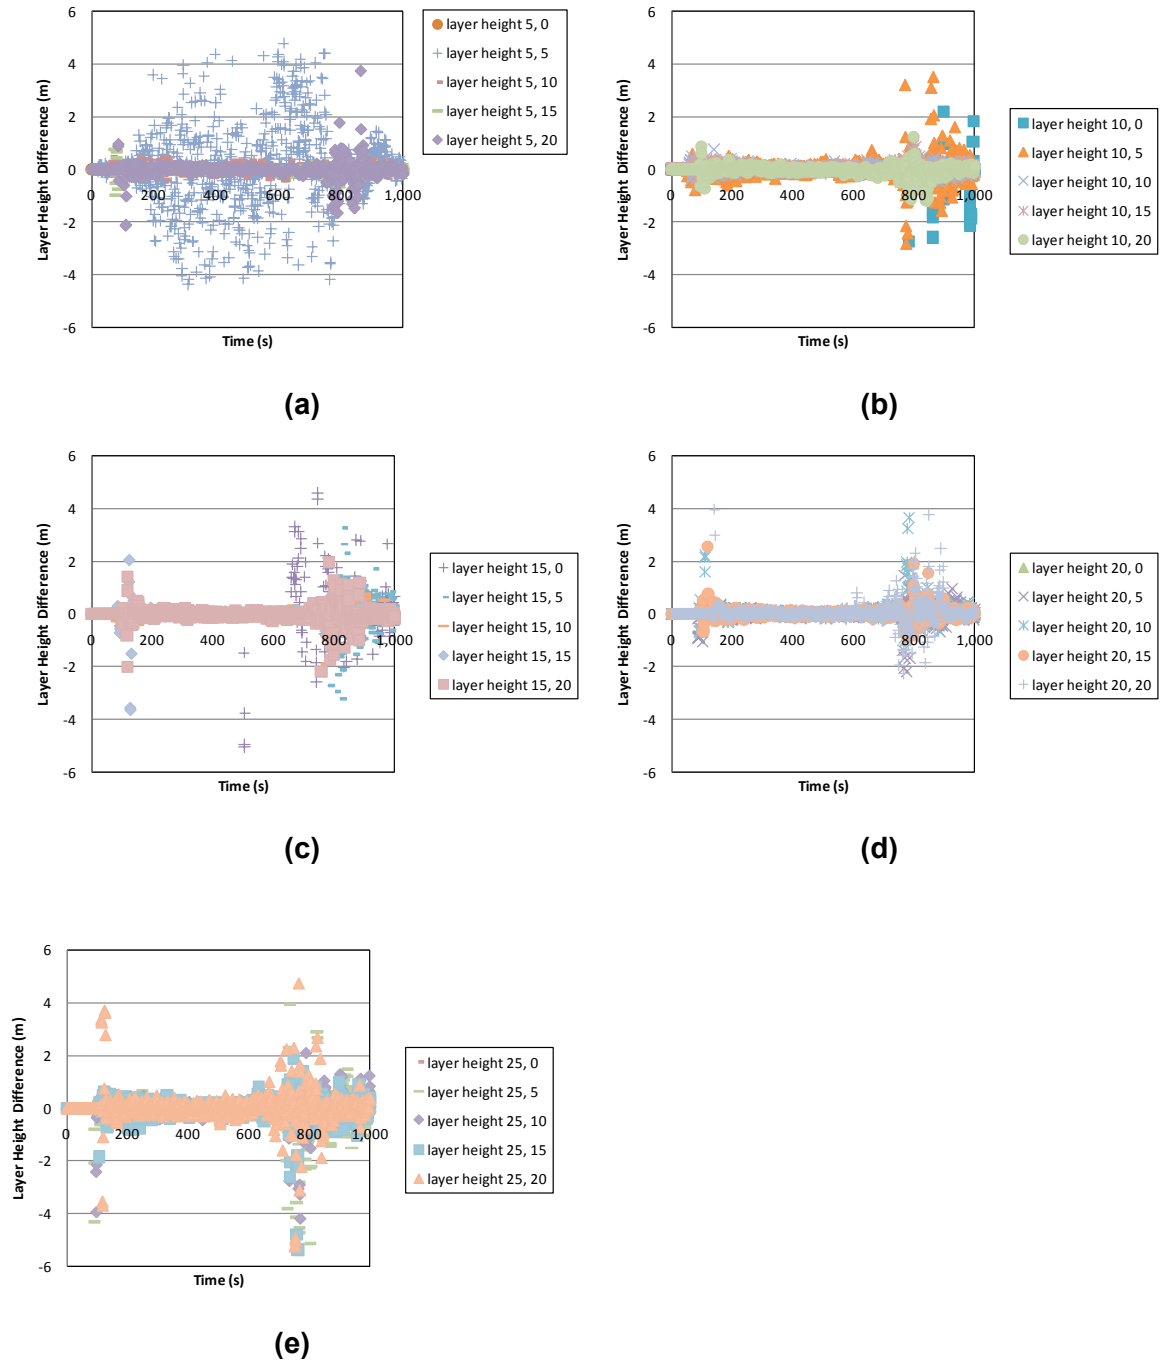 6
4
2
0
-2
-4
-6
0
200
400
600
800
1000
Layer Height Difference (m)
Time (s)
layer height 5, 0
layer height 5, 5
layer height 5, 10
layer height 5, 15
layer height 5, 20
(a)
6
4
2
0
-2
-4
-6
0
200
400
600
800
1,000
Layer Height Difference (m)
Time (s)
layer height 10, 0
layer height 10, 5
layer height 10, 10
layer height 10, 15
layer height 10, 20
(b)
6
4
2
0
-2
-4
-6
0
200
400
600
800
1,000
Layer Height Difference (m)
Time (s)
layer height 15, 0
layer height 15, 5
layer height 15, 10
layer height 15, 15
layer height 15, 20
(c)
6
4
2
0
-2
-4
-6
0
200
400
600
800
1,000
Layer Height Difference (m)
Time (s)
layer height 20, 0
layer height 20, 5
layer height 20, 10
layer height 20, 15
layer height 20, 20
(d)
6
4
2
0
-2
-4
-6
0
200
400
600
800
1,000
Layer Height Difference (m)
Time (s)
layer height 25, 0
layer height 25, 5
layer height 25, 10
layer height 25, 15
layer height 25, 20
(e)